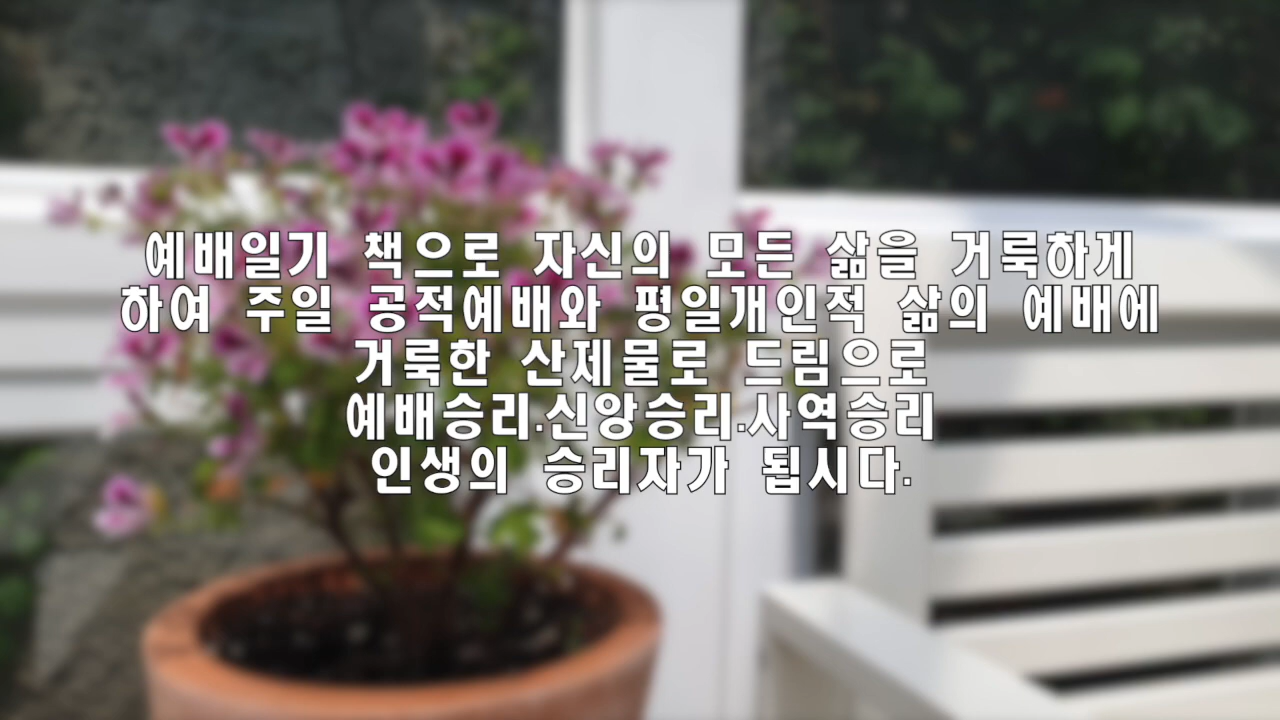 예배일기 책으로 자신의 모든 삶을 거룩하게
하여 주일 공적예배와 평일개인적 삶의 예배에
거룩한 산제물로 드림으로
예배승리.신앙승리.사역승리
인생의 승리자가 됩시다.